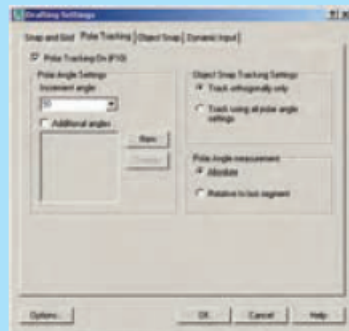 Drafting Settings
Snap and Grid Polar Tracking Object Snap Dynamic Input
Polar Tracking On (F10)
Polar Angle Settings
Increment angle:
Additional angles
New
Delete
Object Snap Tracking Settings
Track orthogonally only
Track using all polar angle
settings
Polar Angle measurement
Absolute
Relative to last segment
Options...
OK
Cancel
Help